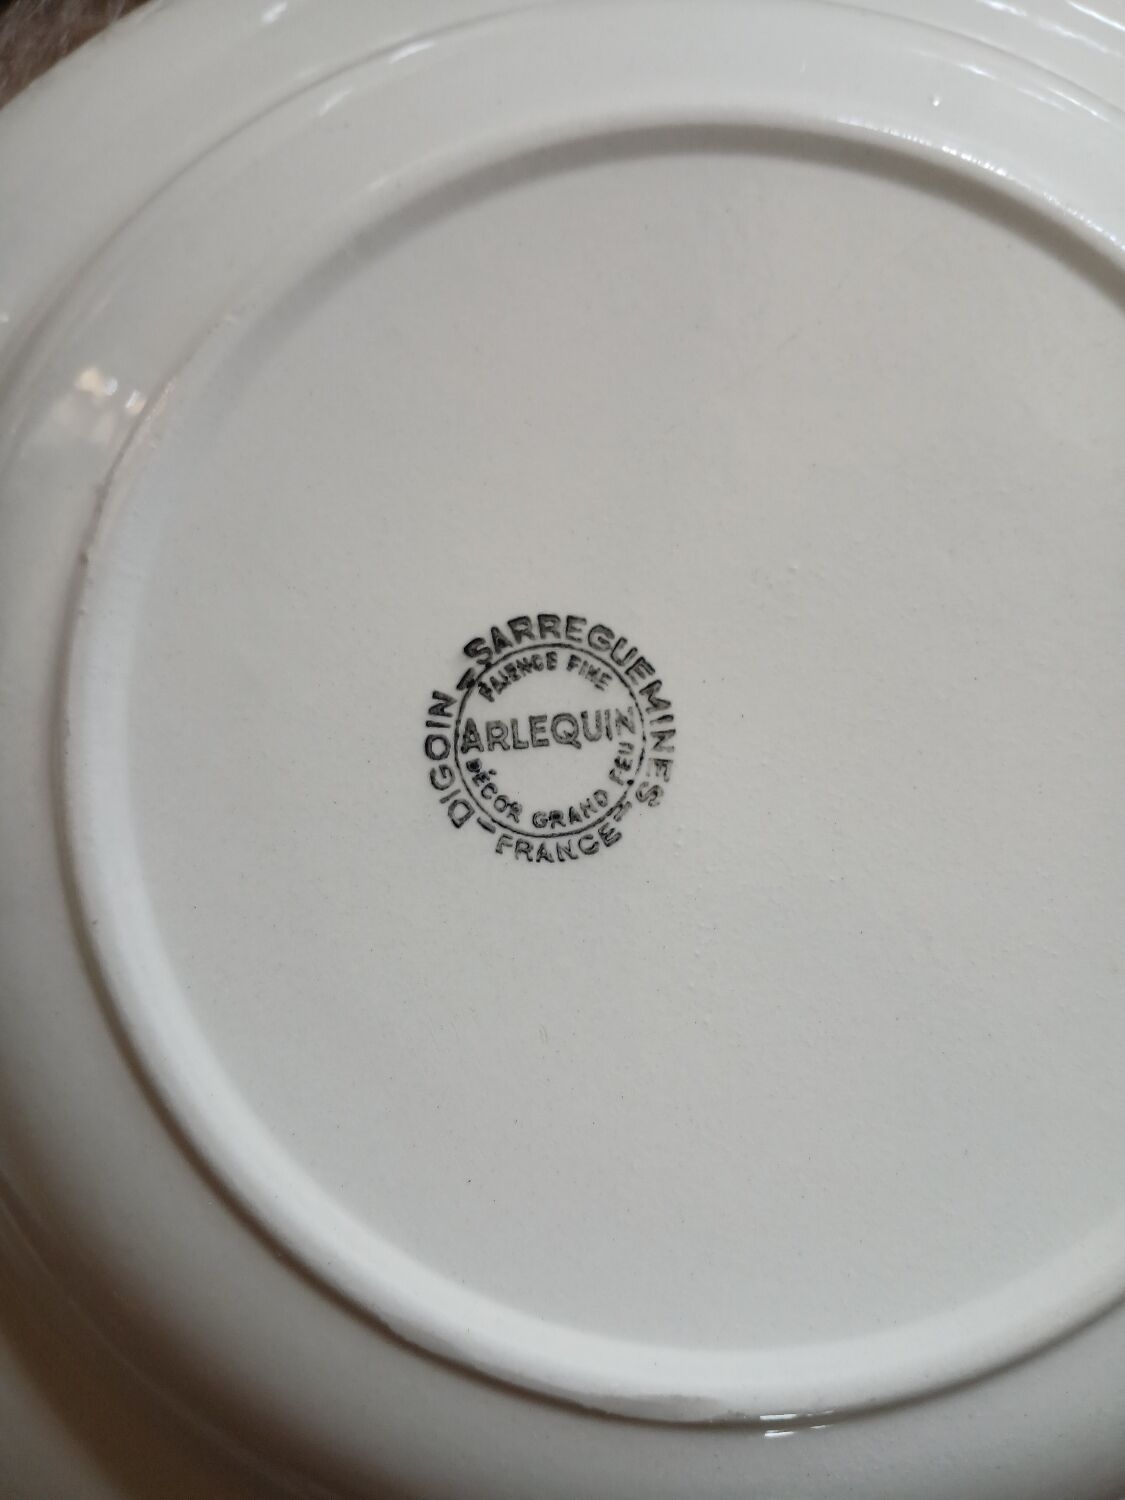 DIGOIN - SARREGUEMINES - FRANCE -
FAIENCE FINE
ARLEQUIN
DÉCOR GRAND FEU